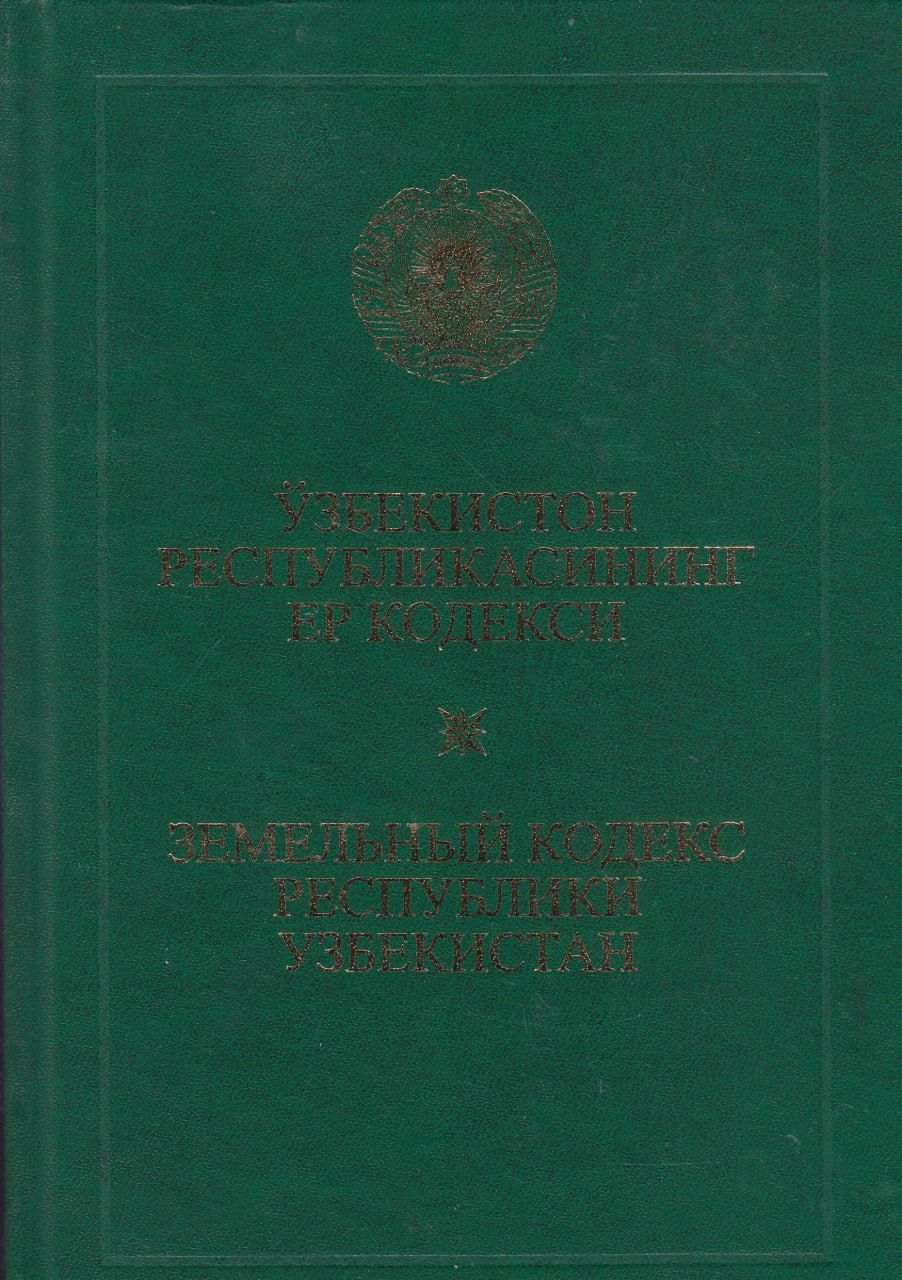 ЎЗБЕКИСТОН
РЕСПУБЛИКАСИНИНГ
ЕР КОДЕКСИ
ЗЕМЕЛЬНЫЙ КОДЕКС
РЕСПУБЛИКИ
УЗБЕКИСТАН